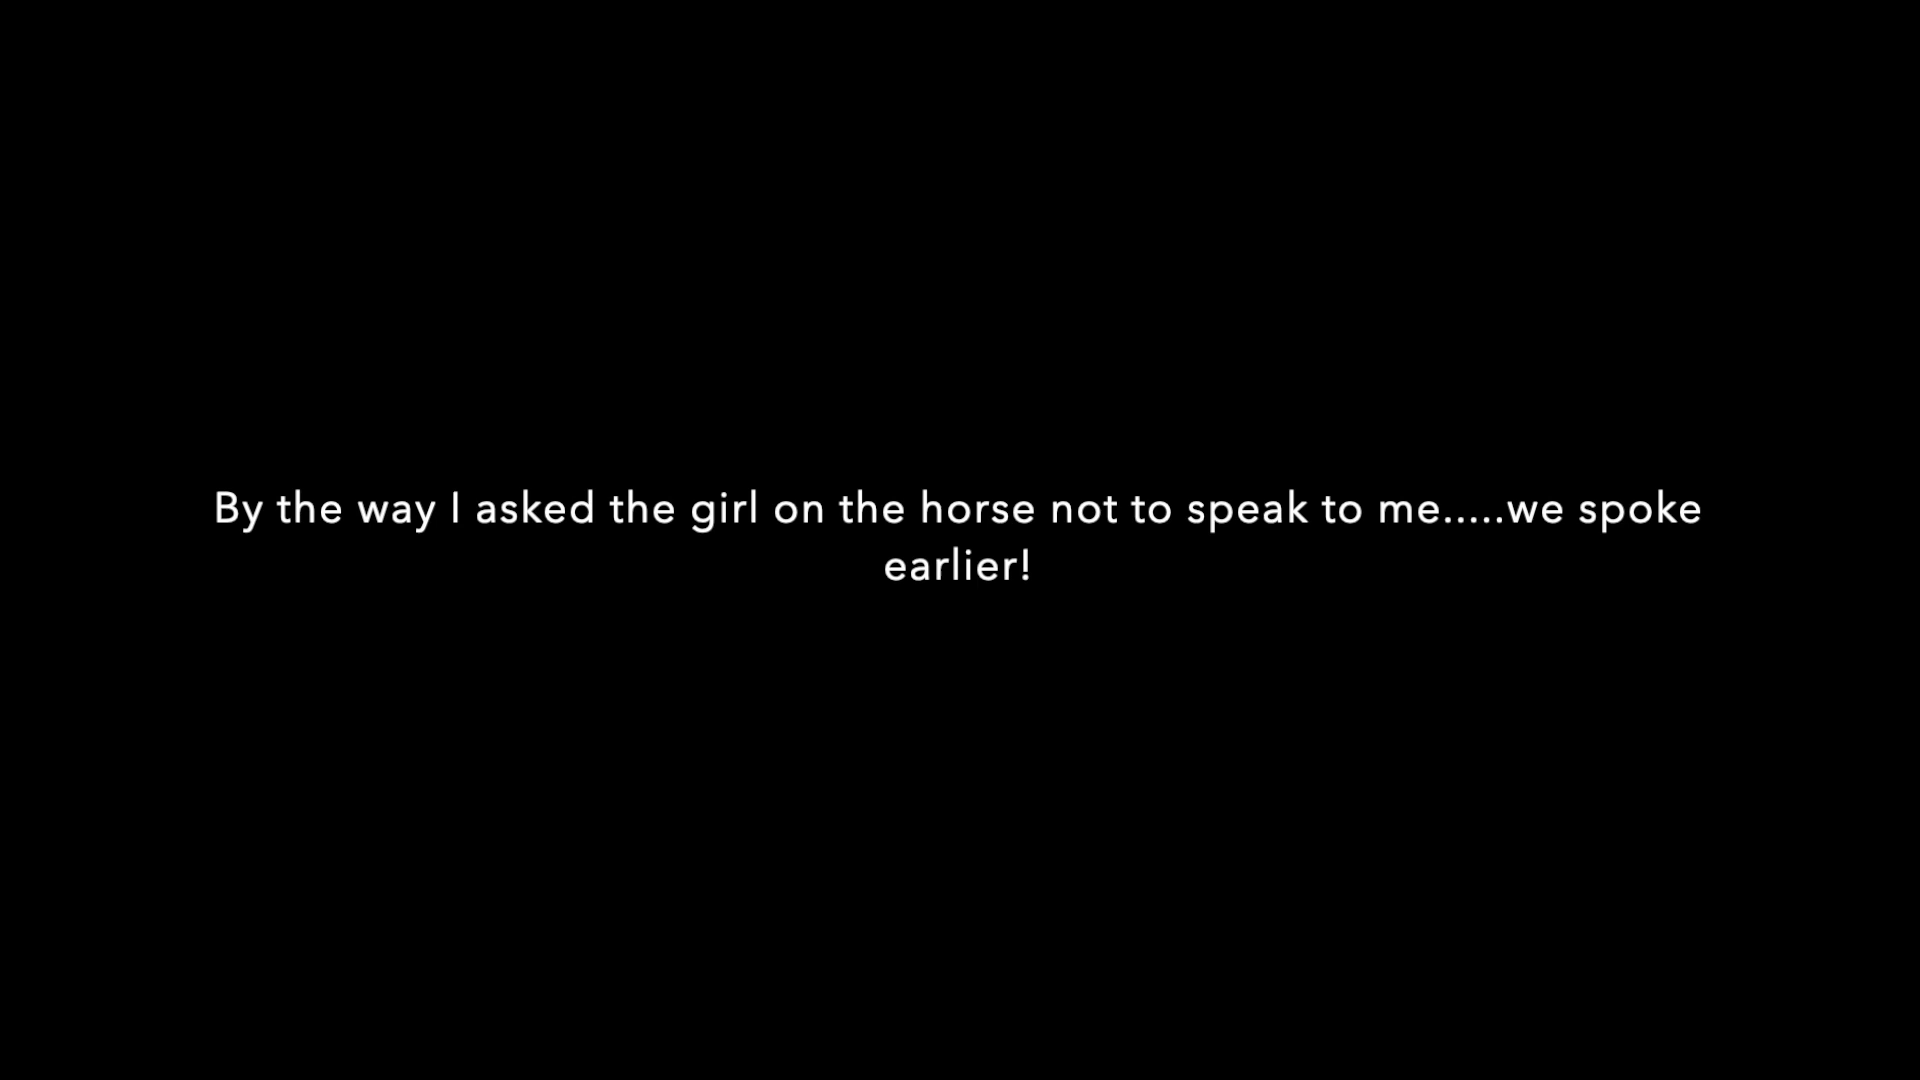 By the way I asked the girl on the horse not to speak to me.....we spoke
earlier!